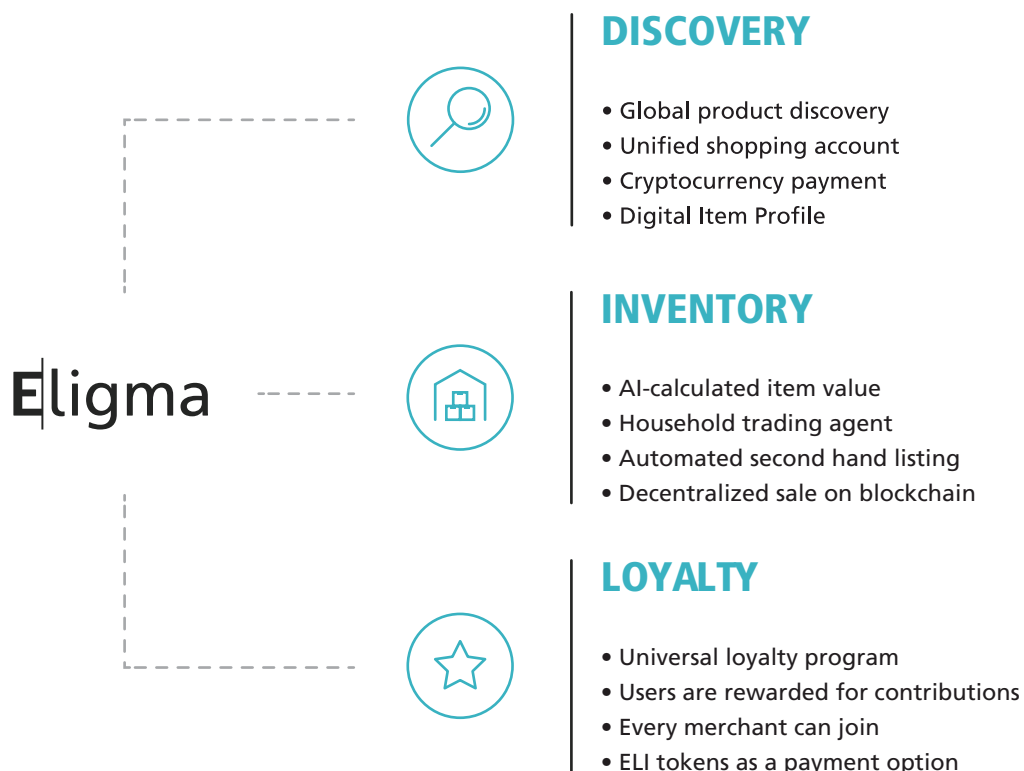 DISCOVERY
• Global product discovery
• Unified shopping account
• Cryptocurrency payment
• Digital Item Profile
INVENTORY
Eligma
• AI-calculated item value
• Household trading agent
• Automated second hand listing
• Decentralized sale on blockchain
LOYALTY
• Universal loyalty program
• Users are rewarded for contributions
• Every merchant can join
• ELI tokens as a payment option